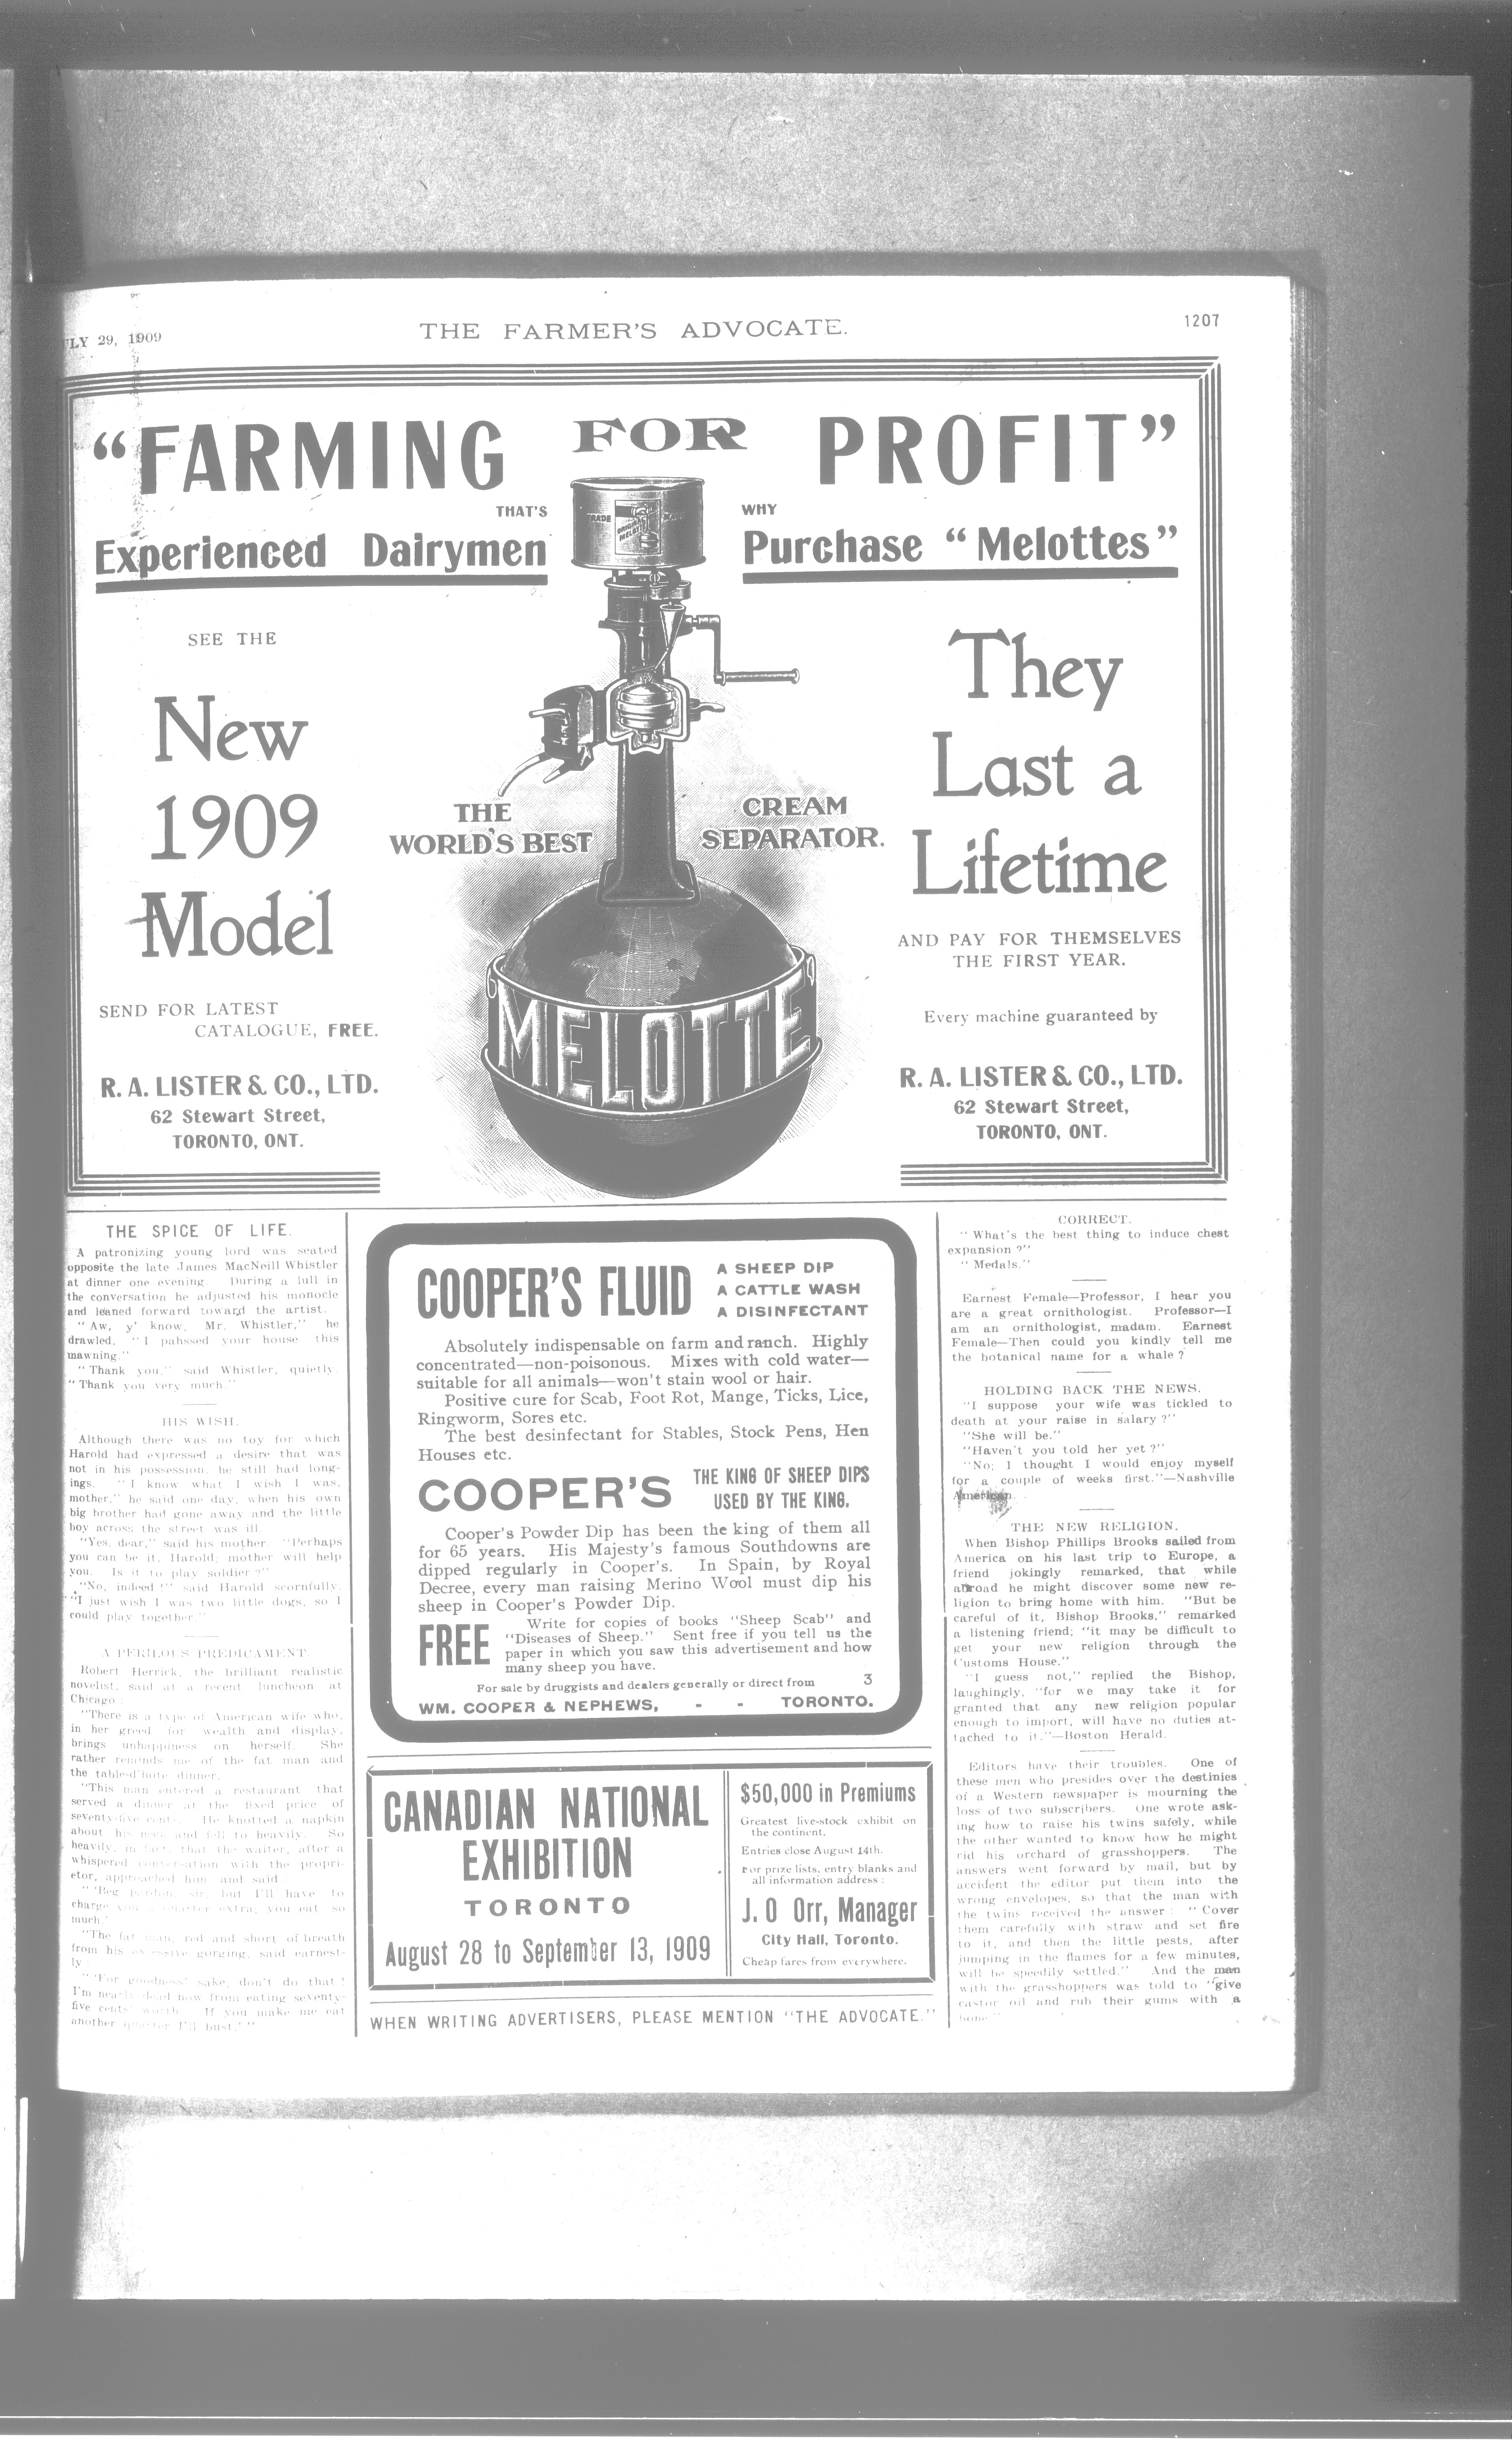 JULY 29, 1909
THE FARMER'S ADVOCATE.
1207
"FARMING FOR PROFIT"
THAT'S
WHY
Experienced Dairymen
Purchase "Melottes"
TRADE
ORIGINAL
MELOTTE
SEE THE
New
1909
Model
SEND FOR LATEST
CATALOGUE, FREE.
R. A. LISTER & CO., LTD.
62 Stewart Street,
TORONTO, ONT.
THE
WORLD'S BEST
CREAM
SEPARATOR.
MELOTTE
They
Last a
Lifetime
AND PAY FOR THEMSELVES
THE FIRST YEAR.
Every machine guaranteed by
R. A. LISTER & CO., LTD.
62 Stewart Street,
TORONTO, ONT.
THE SPICE OF LIFE.
A patronizing young lord was seated
opposite the late James MacNeill Whistler
at dinner one evening. During a lull in
the conversation he adjusted his monocle
and leaned forward toward the artist.
"Aw, y' know, Mr. Whistler," he
drawled, "I pahssed your house this
mawning."
"Thank you," said Whistler, quietly.
"Thank you very much."
HIS WISH.
Although there was no toy for which
Harold had expressed a desire that was
not in his possession, he still had long-
ings. "I know what I wish I was,
mother," he said one day, when his own
big brother had gone away and the little
boy across the street was ill.
"Yes, dear," said his mother. "Perhaps
you can be it, Harold; mother will help
you. Is it to play soldier?"
"No, indeed!" said Harold scornfully.
"I just wish I was two little dogs, so I
could play together."
A PERILOUS PREDICAMENT.
Robert Herrick, the brilliant realistic
novelist, said at a recent luncheon at
Chicago:
"There is a type of American wife who,
in her greed for wealth and display,
brings unhappiness on herself. She
rather reminds me of the fat man and
the table-d'hote dinner.
"This man entered a restaurant that
served a dinner at the fixed price of
seventy-five cents. He knotted a napkin
about his neck and fell to heavily. So
heavily, in fact, that the waiter, after a
whispered conversation with the propri-
etor, approached him and said:
"'Beg pardon, sir, but I'll have to
charge you a quarter extra; you eat so
much.'
"The fat man, red and short of breath
from his excessive gorging, said earnest-
ly:
"'For goodness' sake, don't do that!
I'm nearly dead now from eating seventy-
five cents' worth. If you make me eat
another quarter I'll bust.'"
COOPER'S FLUID
A SHEEP DIP
A CATTLE WASH
A DISINFECTANT
Absolutely indispensable on farm and ranch. Highly
concentrated—non-poisonous. Mixes with cold water—
suitable for all animals—won't stain wool or hair.
Positive cure for Scab, Foot Rot, Mange, Ticks, Lice,
Ringworm, Sores etc.
The best desinfectant for Stables, Stock Pens, Hen
Houses etc.
COOPER'S
THE KING OF SHEEP DIPS
USED BY THE KING.
Cooper's Powder Dip has been the king of them all
for 65 years. His Majesty's famous Southdowns are
dipped regularly in Cooper's. In Spain, by Royal
Decree, every man raising Merino Wool must dip his
sheep in Cooper's Powder Dip.
FREE
Write for copies of books "Sheep Scab" and
"Diseases of Sheep." Sent free if you tell us the
paper in which you saw this advertisement and how
many sheep you have.
For sale by druggists and dealers generally or direct from 3
WM. COOPER & NEPHEWS, - - TORONTO.
CANADIAN NATIONAL
EXHIBITION
TORONTO
August 28 to September 13, 1909
$50,000 in Premiums
Greatest live-stock exhibit on
the continent.
Entries close August 14th.
For prize lists, entry blanks and
all information address:
J. O Orr, Manager
City Hall, Toronto.
Cheap fares from everywhere.
WHEN WRITING ADVERTISERS, PLEASE MENTION "THE ADVOCATE."
CORRECT.
"What's the best thing to induce chest
expansion?"
"Medals."
Earnest Female—Professor, I hear you
are a great ornithologist. Professor—I
am an ornithologist, madam. Earnest
Female—Then could you kindly tell me
the botanical name for a whale?
HOLDING BACK THE NEWS.
"I suppose your wife was tickled to
death at your raise in salary?"
"She will be."
"Haven't you told her yet?"
"No; I thought I would enjoy myself
for a couple of weeks first."—Nashville
American.
THE NEW RELIGION.
When Bishop Phillips Brooks sailed from
America on his last trip to Europe, a
friend jokingly remarked, that while
abroad he might discover some new re-
ligion to bring home with him. "But be
careful of it, Bishop Brooks," remarked
a listening friend; "it may be difficult to
get your new religion through the
Customs House."
"I guess not," replied the Bishop,
laughingly, "for we may take it for
granted that any new religion popular
enough to import, will have no duties at-
tached to it."—Boston Herald.
Editors have their troubles. One of
these men who presides over the destinies
of a Western newspaper is mourning the
loss of two subscribers. One wrote ask-
ing how to raise his twins safely, while
the other wanted to know how he might
rid his orchard of grasshoppers. The
answers went forward by mail, but by
accident the editor put them into the
wrong envelopes, so that the man with
the twins received the answer: "Cover
them carefully with straw and set fire
to it, and then the little pests, after
jumping in the flames for a few minutes,
will be speedily settled." And the man
with the grasshoppers was told to "give
castor oil and rub their gums with a
bone."